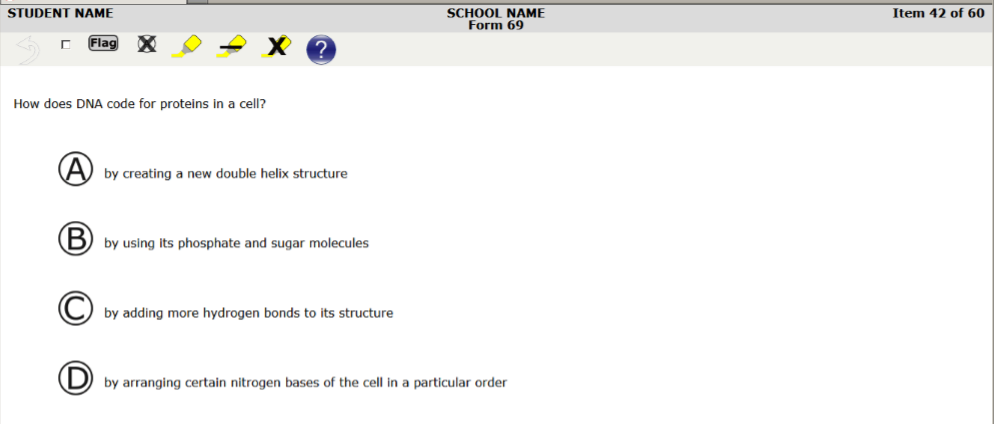 STUDENT NAME SCHOOL NAME Item 42 of 60
Form 69
Flag X X ?
How does DNA code for proteins in a cell?
A by creating a new double helix structure
B by using its phosphate and sugar molecules
C by adding more hydrogen bonds to its structure
D by arranging certain nitrogen bases of the cell in a particular order